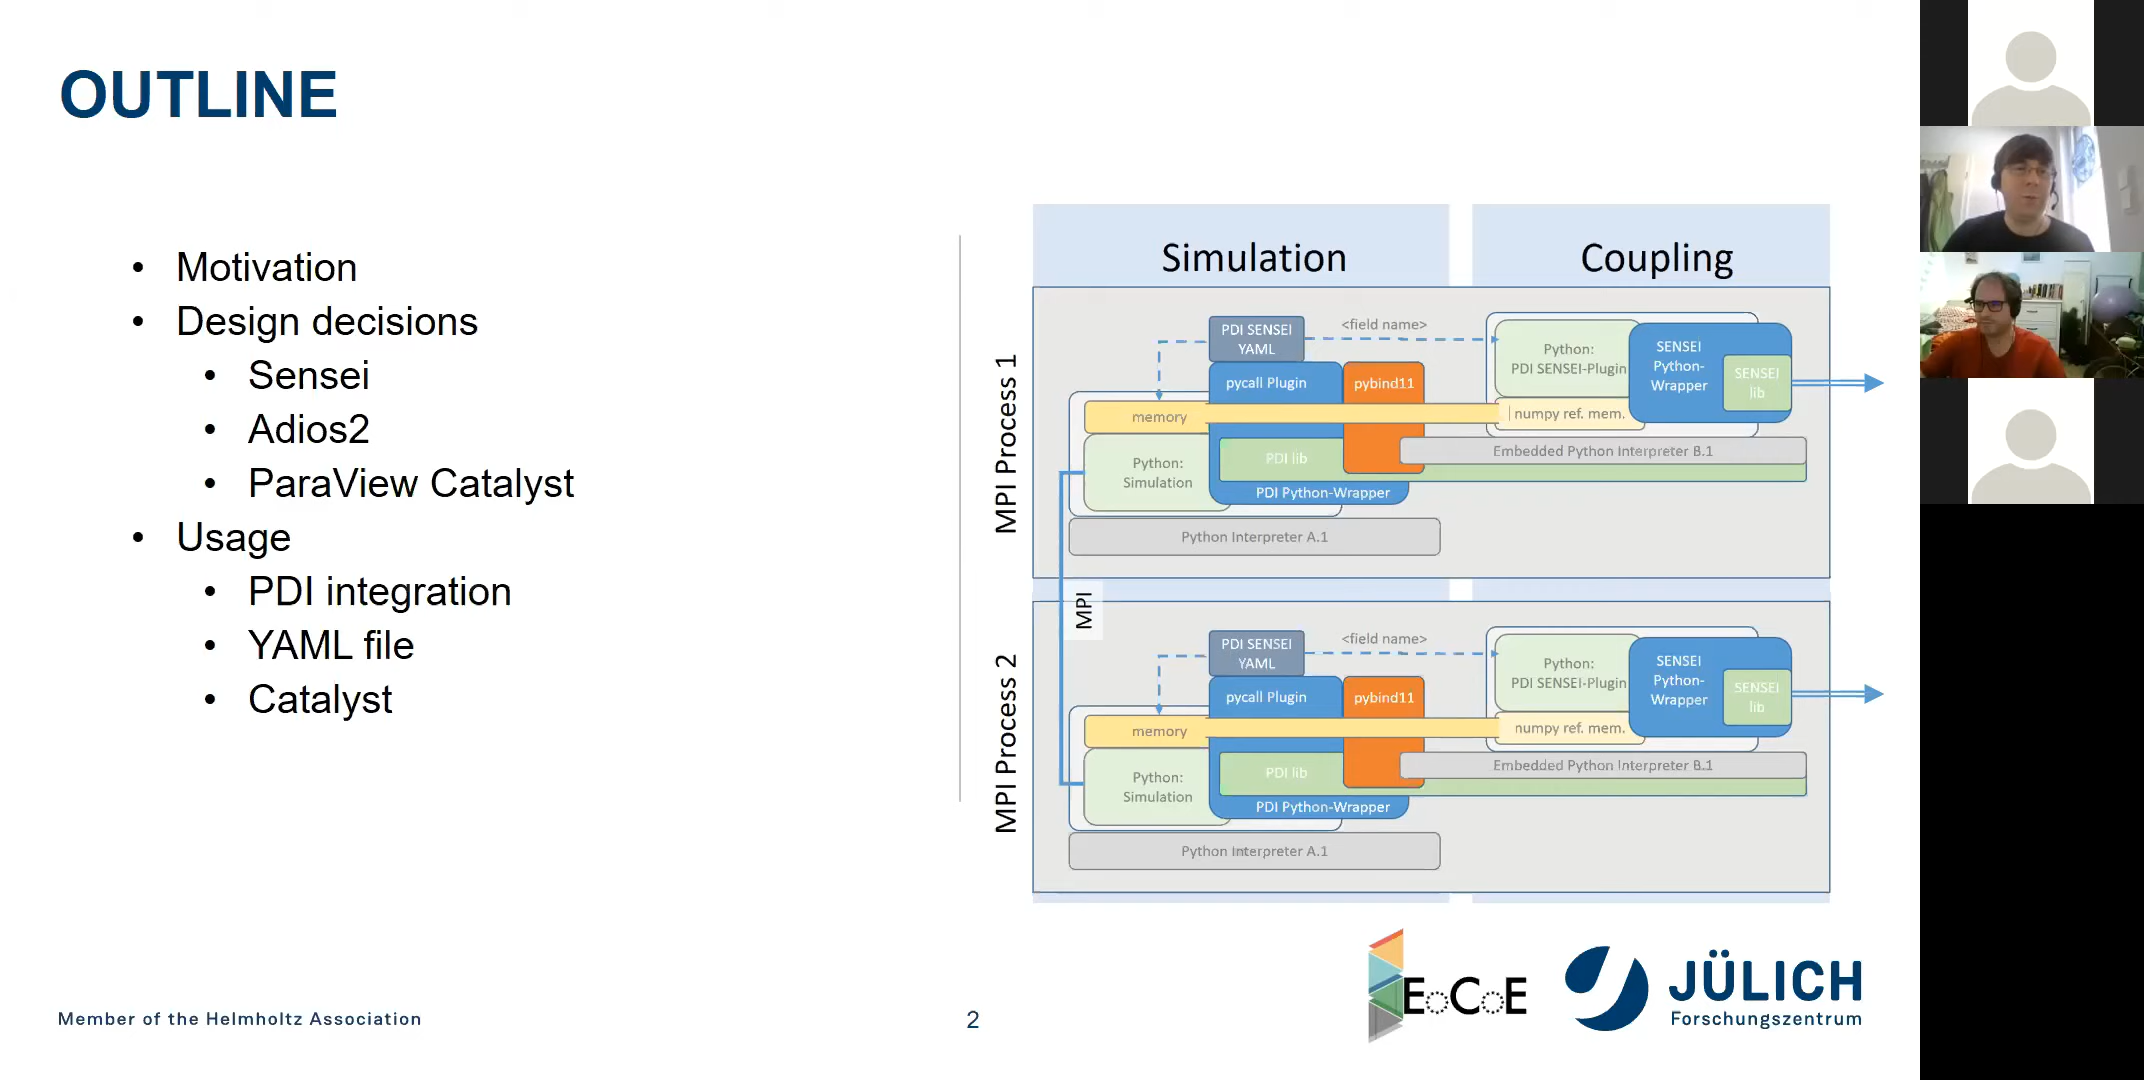 OUTLINE
• Motivation
• Design decisions
• Sensei
• Adios2
• ParaView Catalyst
• Usage
• PDI integration
• YAML file
• Catalyst
Simulation
Coupling
MPI Process 1
PDI SENSEI
YAML
<field name>
pycall Plugin
pybind11
Python:
PDI SENSEI-Plugin
SENSEI
Python-
Wrapper
SENSEI
lib
memory
numpy ref. mem.
Python:
Simulation
PDI lib
Embedded Python Interpreter B.1
PDI Python-Wrapper
Python Interpreter A.1
MPI
MPI Process 2
PDI SENSEI
YAML
<field name>
pycall Plugin
pybind11
Python:
PDI SENSEI-Plugin
SENSEI
Python-
Wrapper
SENSEI
lib
memory
numpy ref. mem.
Python:
Simulation
PDI lib
Embedded Python Interpreter B.1
PDI Python-Wrapper
Python Interpreter A.1
Member of the Helmholtz Association
2
EoCoE
JÜLICH
Forschungszentrum